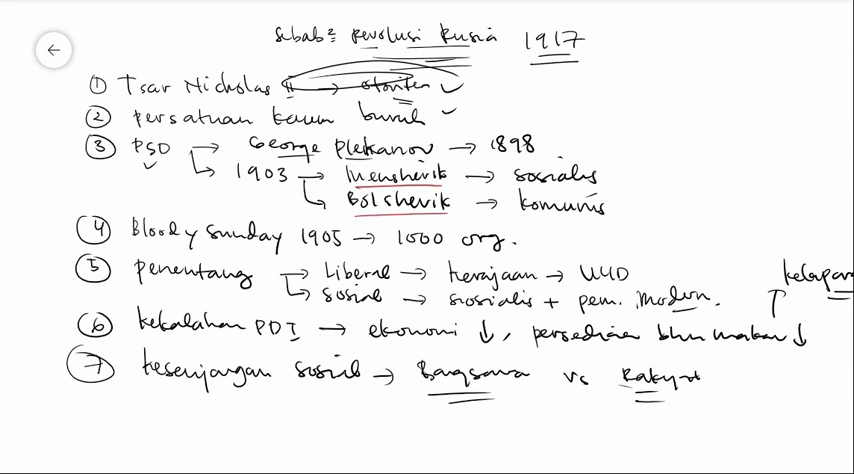 Sebab² Revolusi Rusia 1917
① Tsar Nicholas II → otoriter ✓
② persatuan kaum buruh ✓
③ PSD → George Plekanov → 1898
↳ 1903 → Menshevik → sosialis
↳ Bolshevik → komunis
④ Bloody Sunday 1905 → 1000 org.
⑤ penentang → Liberal → kerajaan → UUD
↳ sosial → sosialis + pem. modern. ↑ kelapar
⑥ kekalahan PDI → ekonomi ↓, persediaan bhn makan ↓
⑦ kesenjangan sosial → Bangsawan vs Rakyat